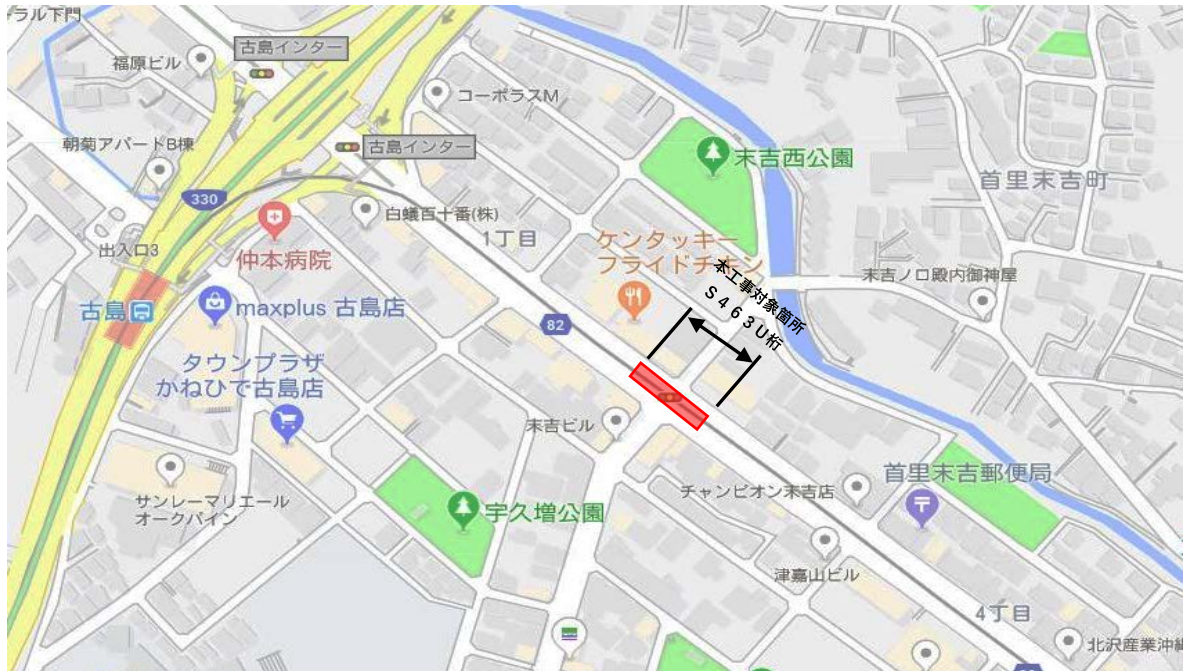 ラル下門
福原ビル
古島インター
コーポラスM
古島インター
朝菊アパートB棟
末吉西公園
首里末吉町
330
白蟻百十番(株)
1丁目
出入口3
仲本病院
ケンタッキー
フライドチキン
末吉ノロ殿内御神屋
本工事対象箇所
S463U桁
古島
maxplus 古島店
82
タウンプラザ
かねひで古島店
末吉ビル
サンレーマリエール
オークパイン
宇久増公園
チャンピオン末吉店
首里末吉郵便局
津嘉山ビル
4丁目
北沢産業沖縄